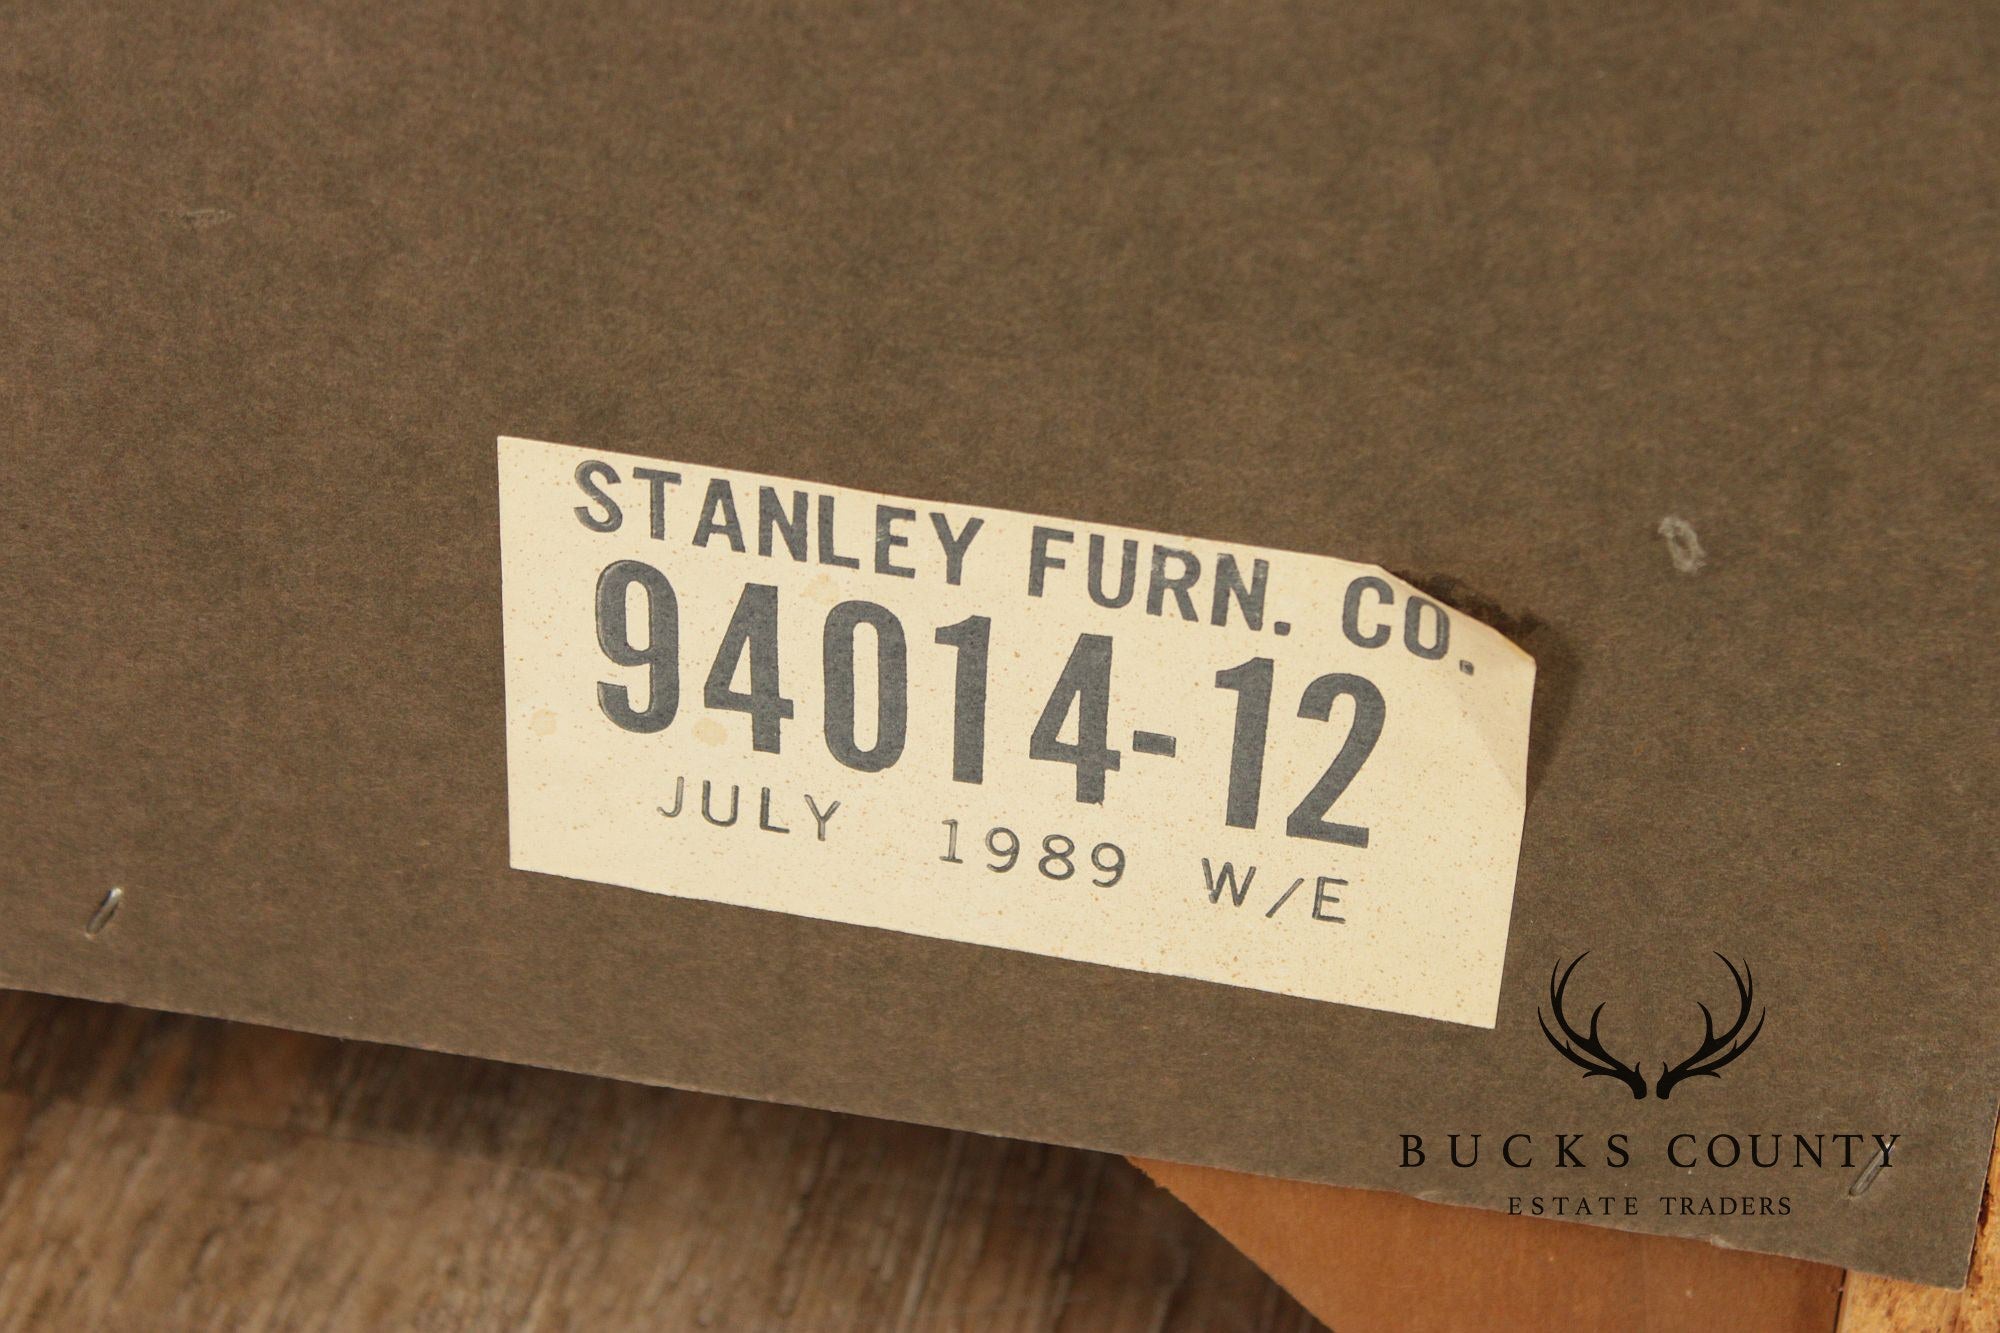 STANLEY FURN. CO.
94014-12
JULY 1989 W/E
BUCKS COUNTY
ESTATE TRADERS